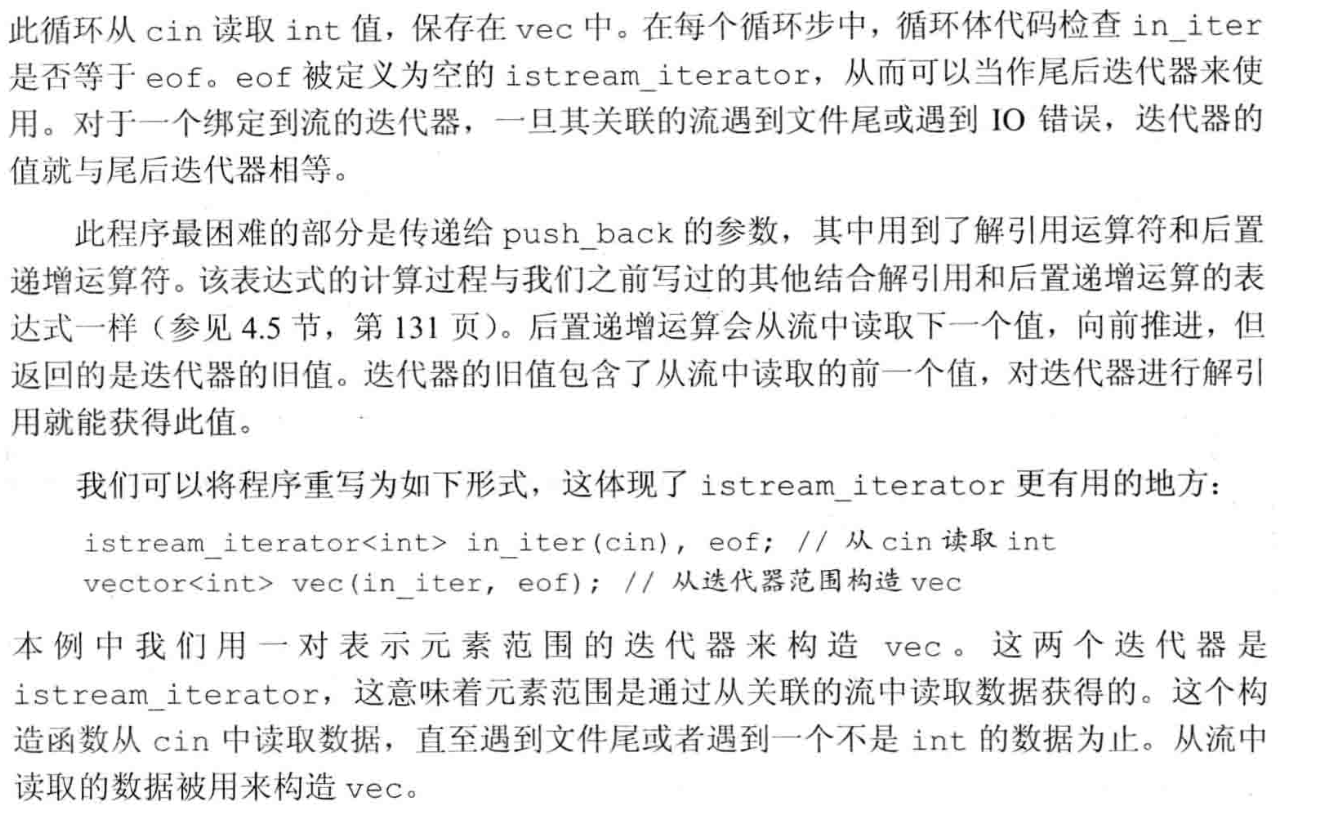 此循环从 cin 读取 int 值，保存在 vec 中。在每个循环步中，循环体代码检查 in_iter
是否等于 eof。eof 被定义为空的 istream_iterator，从而可以当作尾后迭代器来使
用。对于一个绑定到流的迭代器，一旦其关联的流遇到文件尾或遇到 IO 错误，迭代器的
值就与尾后迭代器相等。
此程序最困难的部分是传递给 push_back 的参数，其中用到了解引用运算符和后置
递增运算符。该表达式的计算过程与我们之前写过的其他结合解引用和后置递增运算的表
达式一样（参见 4.5 节，第 131 页）。后置递增运算会从流中读取下一个值，向前推进，但
返回的是迭代器的旧值。迭代器的旧值包含了从流中读取的前一个值，对迭代器进行解引
用就能获得此值。
我们可以将程序重写为如下形式，这体现了 istream_iterator 更有用的地方：
istream_iterator<int> in_iter(cin), eof; // 从 cin 读取 int
vector<int> vec(in_iter, eof); // 从迭代器范围构造 vec
本例中我们用一对表示元素范围的迭代器来构造 vec。这两个迭代器是
istream_iterator，这意味着元素范围是通过从关联的流中读取数据获得的。这个构
造函数从 cin 中读取数据，直至遇到文件尾或者遇到一个不是 int 的数据为止。从流中
读取的数据被用来构造 vec。